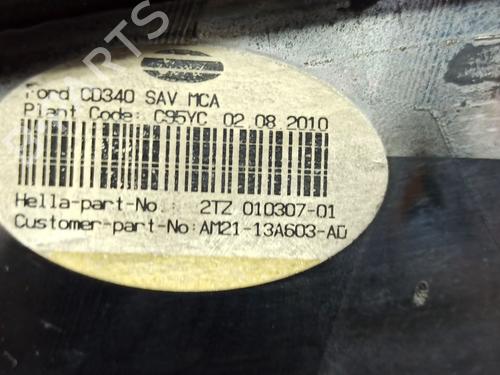 Ford CD340 SAV MCA
Plant Code: C95YC 02.08.2010
Hella-part-No.: 2TZ 010307-01
Customer-part-No:AM21-13A603-AD